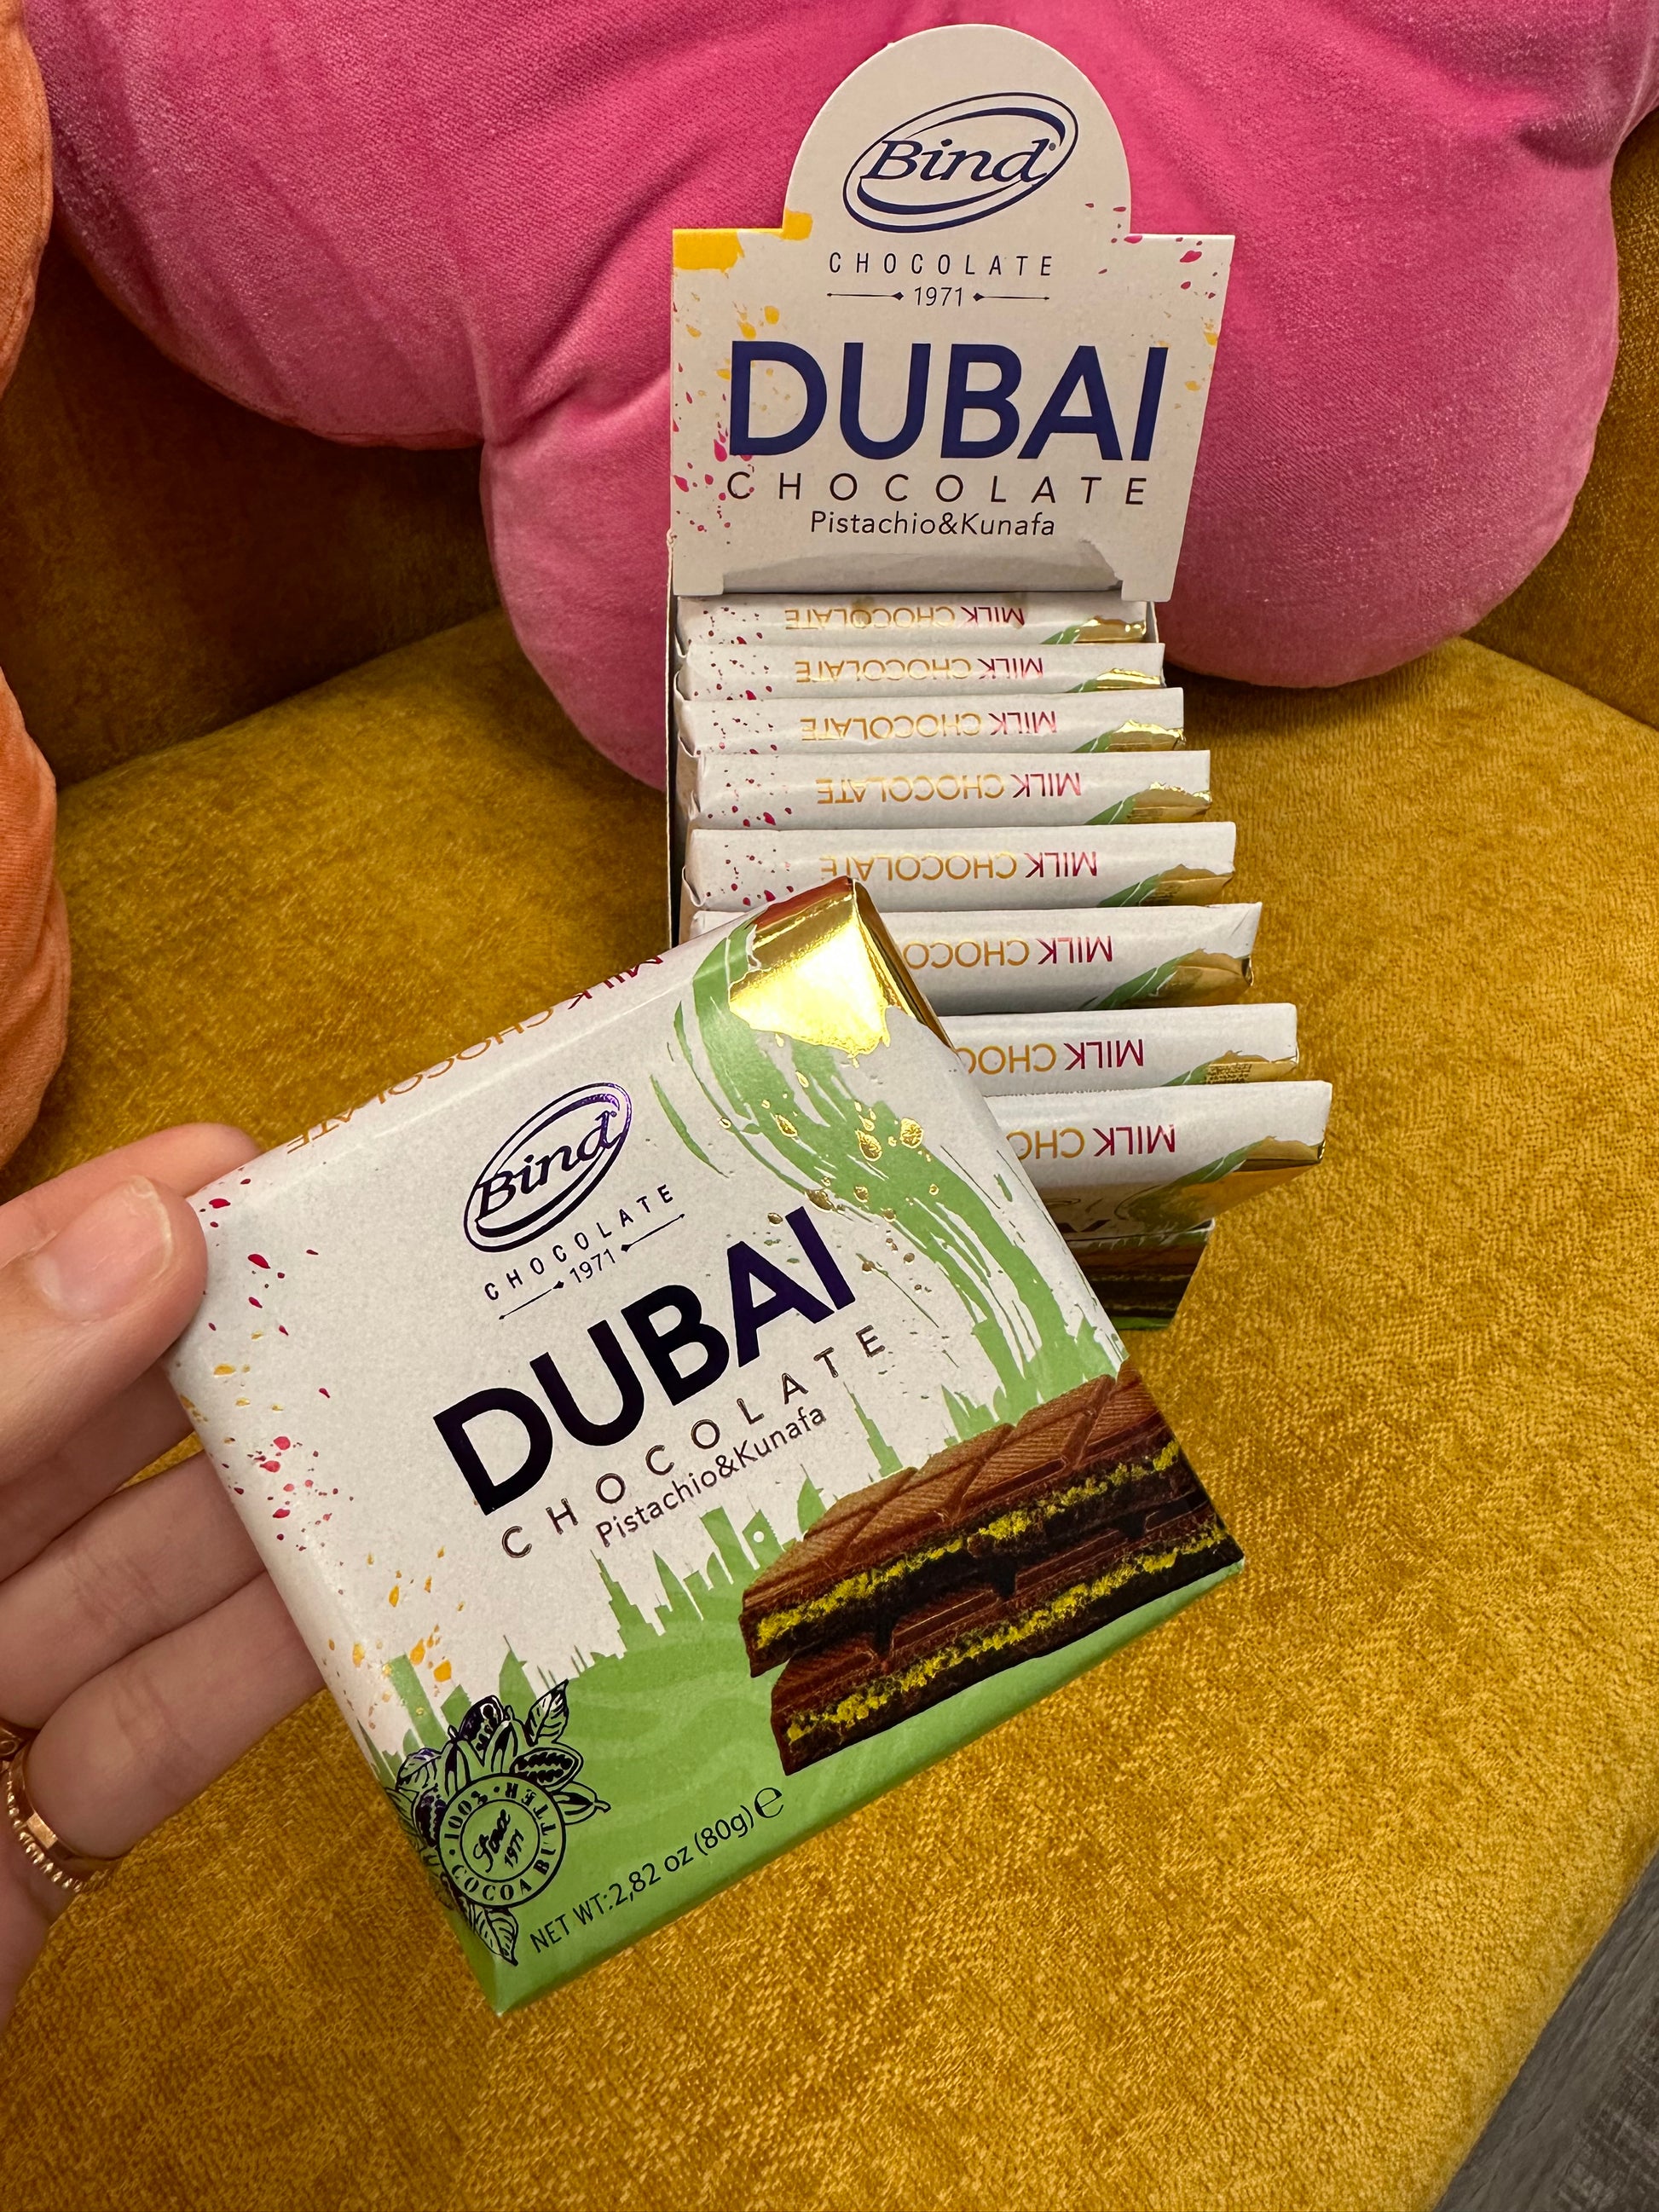 Bind
CHOCOLATE
1971
DUBAI
CHOCOLATE
Pistachio&Kunafa
MILK CHOCOLATE
MILK CHOCOLATE
MILK CHOCOLATE
MILK CHOCOLATE
MILK CHOCOLATE
MILK CHOCO
MILK CHOC
MILK CHO
MILK CHOCOLATE
Bind
CHOCOLATE
1971
DUBAI
CHOCOLATE
Pistachio&Kunafa
100% COCOA BUTTER
Since
1971
NET WT:2,82 oz (80g) e